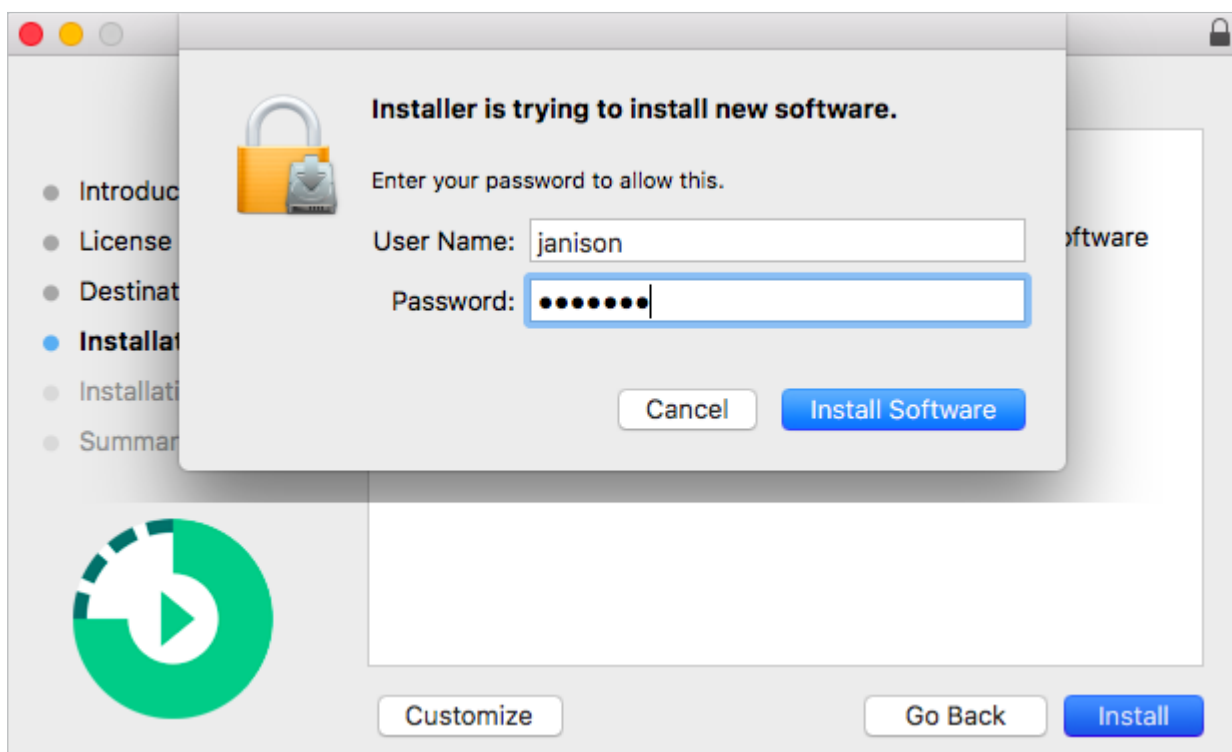 Installer is trying to install new software.
Enter your password to allow this.
User Name: janison
Password: •••••••
Cancel Install Software
Introduc
License
Destinat
Installat
Installati
Summar
oftware
Customize Go Back Install